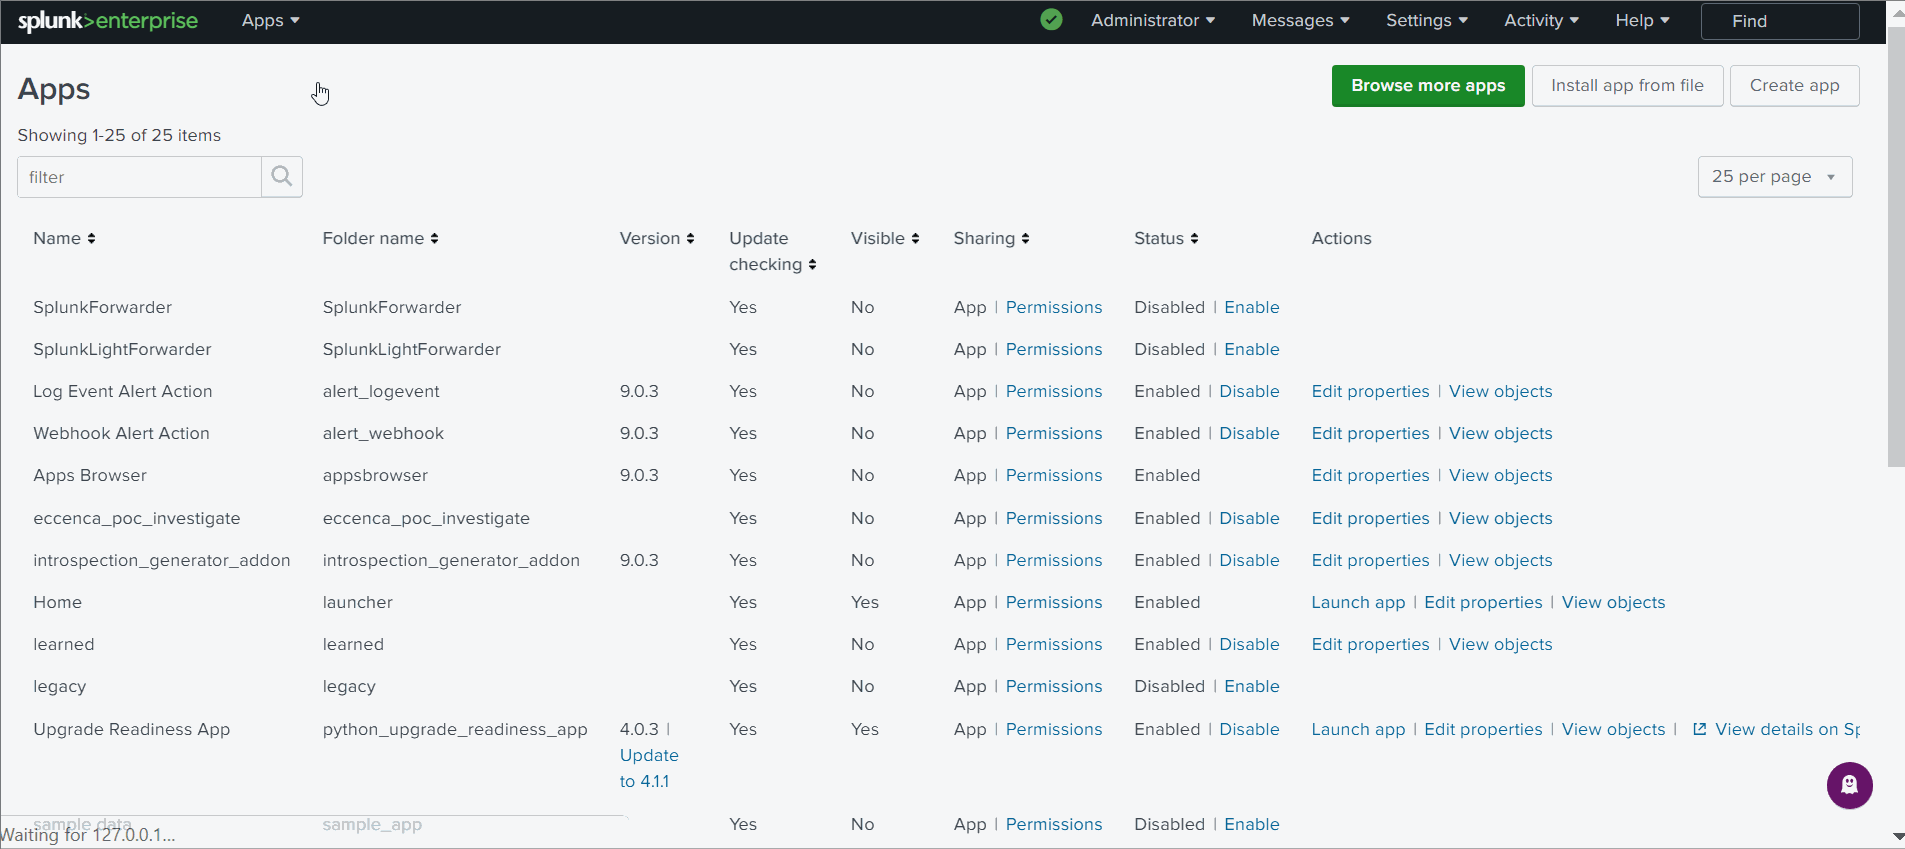 splunk>enterprise Apps Administrator Messages Settings Activity Help Find
Apps Browse more apps Install app from file Create app
Showing 1-25 of 25 items
filter 25 per page
Name Folder name Version Update checking Visible Sharing Status Actions
SplunkForwarder SplunkForwarder Yes No App | Permissions Disabled | Enable
SplunkLightForwarder SplunkLightForwarder Yes No App | Permissions Disabled | Enable
Log Event Alert Action alert_logevent 9.0.3 Yes No App | Permissions Enabled | Disable Edit properties | View objects
Webhook Alert Action alert_webhook 9.0.3 Yes No App | Permissions Enabled | Disable Edit properties | View objects
Apps Browser appsbrowser 9.0.3 Yes No App | Permissions Enabled Edit properties | View objects
eccenca_poc_investigate eccenca_poc_investigate Yes No App | Permissions Enabled | Disable Edit properties | View objects
introspection_generator_addon introspection_generator_addon 9.0.3 Yes No App | Permissions Enabled | Disable Edit properties | View objects
Home launcher Yes Yes App | Permissions Enabled Launch app | Edit properties | View objects
learned learned Yes No App | Permissions Enabled | Disable Edit properties | View objects
legacy legacy Yes No App | Permissions Disabled | Enable
Upgrade Readiness App python_upgrade_readiness_app 4.0.3 | Yes Yes App | Permissions Enabled | Disable Launch app | Edit properties | View objects | View details on Sp
Update
to 4.1.1
sample data sample_app Yes No App | Permissions Disabled | Enable
Waiting for 127.0.0.1...